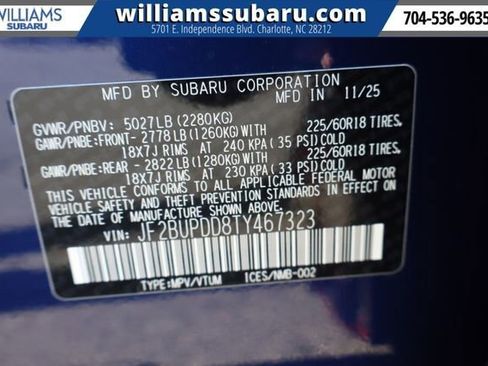 WILLIAMS
SUBARU
williamssubaru.com
5701 E. Independence Blvd. Charlotte, NC 28212
704-536-9635
MFD BY SUBARU CORPORATION
MFD IN 11/25
GVWR/PNBV: 5027LB(2280KG)
GAWR/PNBE:FRONT- 2778LB(1260KG)WITH 225/60R18 TIRES.
18X7J RIMS AT 240 KPA(35 PSI)COLD
GAWR/PNBE:REAR -2822LB(1280KG)WITH 225/60R18 TIRES.
18X7J RIMS AT 230 KPA(33 PSI)COLD
THIS VEHICLE CONFORMS TO ALL APPLICABLE FEDERAL MOTOR
VEHICLE SAFETY AND THEFT PREVENTION STANDARDS IN EFFECT
ON THE DATE OF MANUFACTURE SHOWN ABOVE.
VIN: JF2BUPDD8TY467323
TYPE:MPV/VTUM ICES/NMB-002